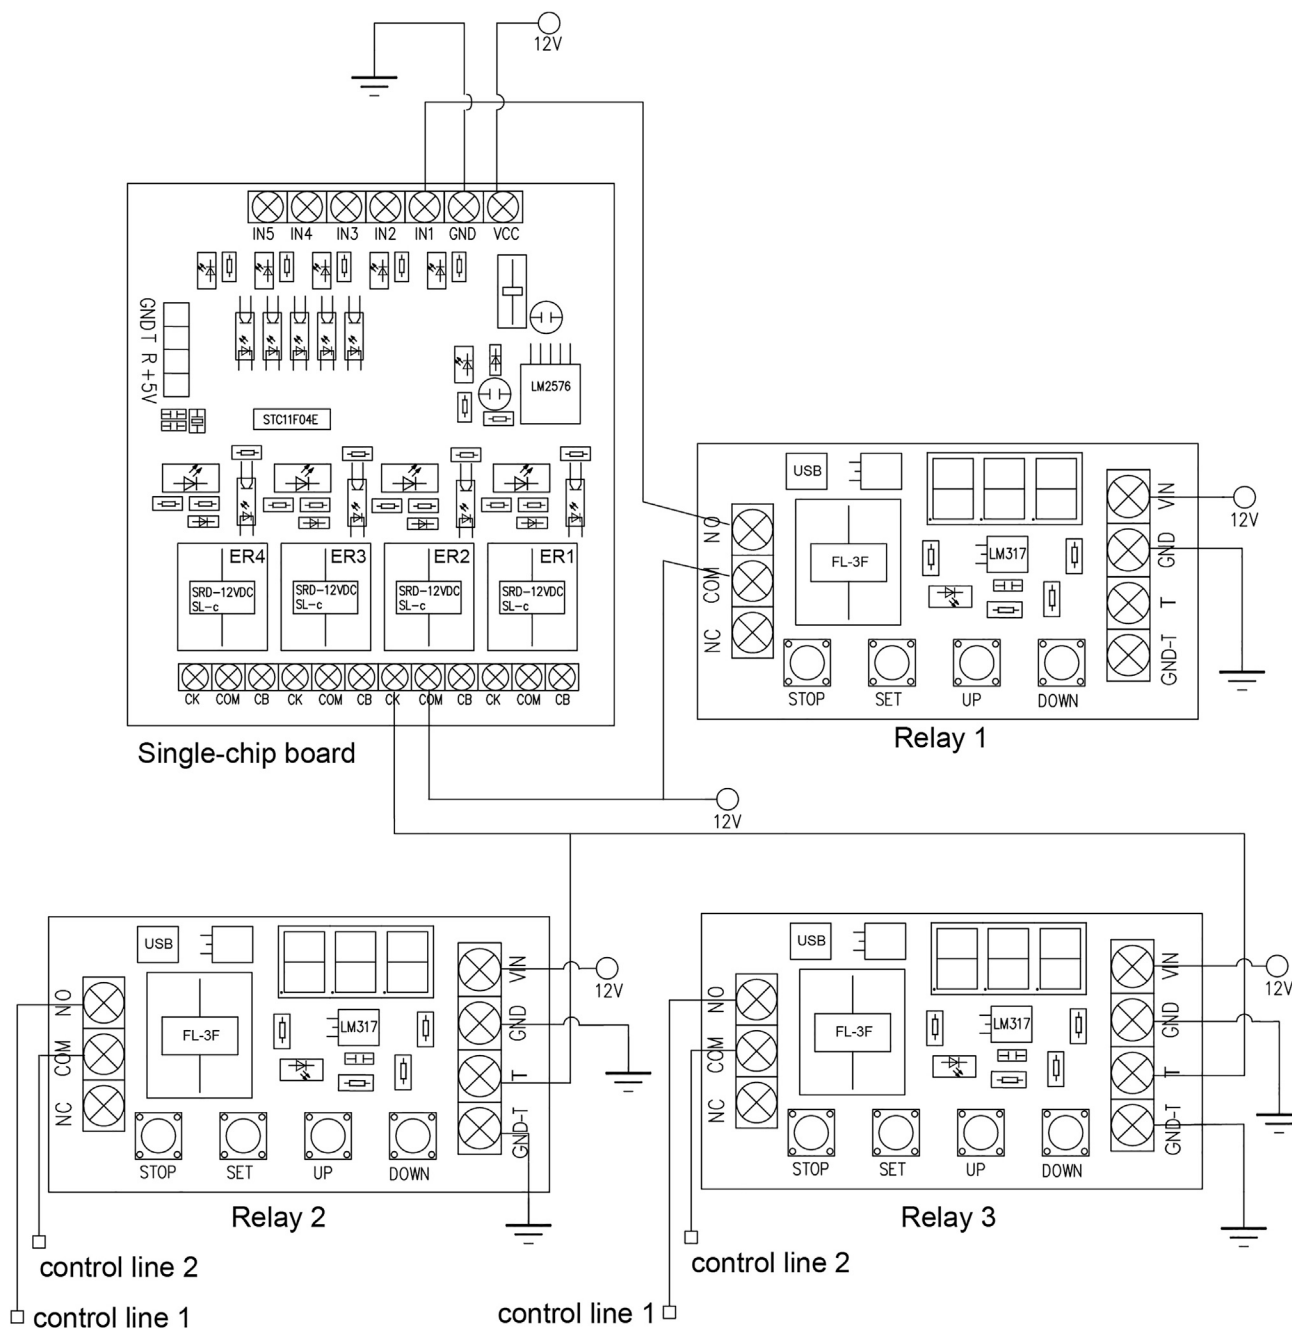 12V
IN5 IN4 IN3 IN2 IN1 GND VCC
GND T R +5V
LM2576
STC11F04E
ER4 ER3 ER2 ER1
SRD-12VDC SRD-12VDC SRD-12VDC SRD-12VDC
SL-c SL-c SL-c SL-c
CK COM CB CK COM CB CK COM CB CK COM CB
Single-chip board
USB
NO
COM
NC
FL-3F
LM317
VIN
GND
T
GND-T
12V
STOP SET UP DOWN
Relay 1
12V
USB
NO
COM
NC
FL-3F
LM317
VIN
GND
T
GND-T
12V
STOP SET UP DOWN
Relay 2
control line 2
control line 1
USB
NO
COM
NC
FL-3F
LM317
VIN
GND
T
GND-T
12V
STOP SET UP DOWN
Relay 3
control line 2
control line 1